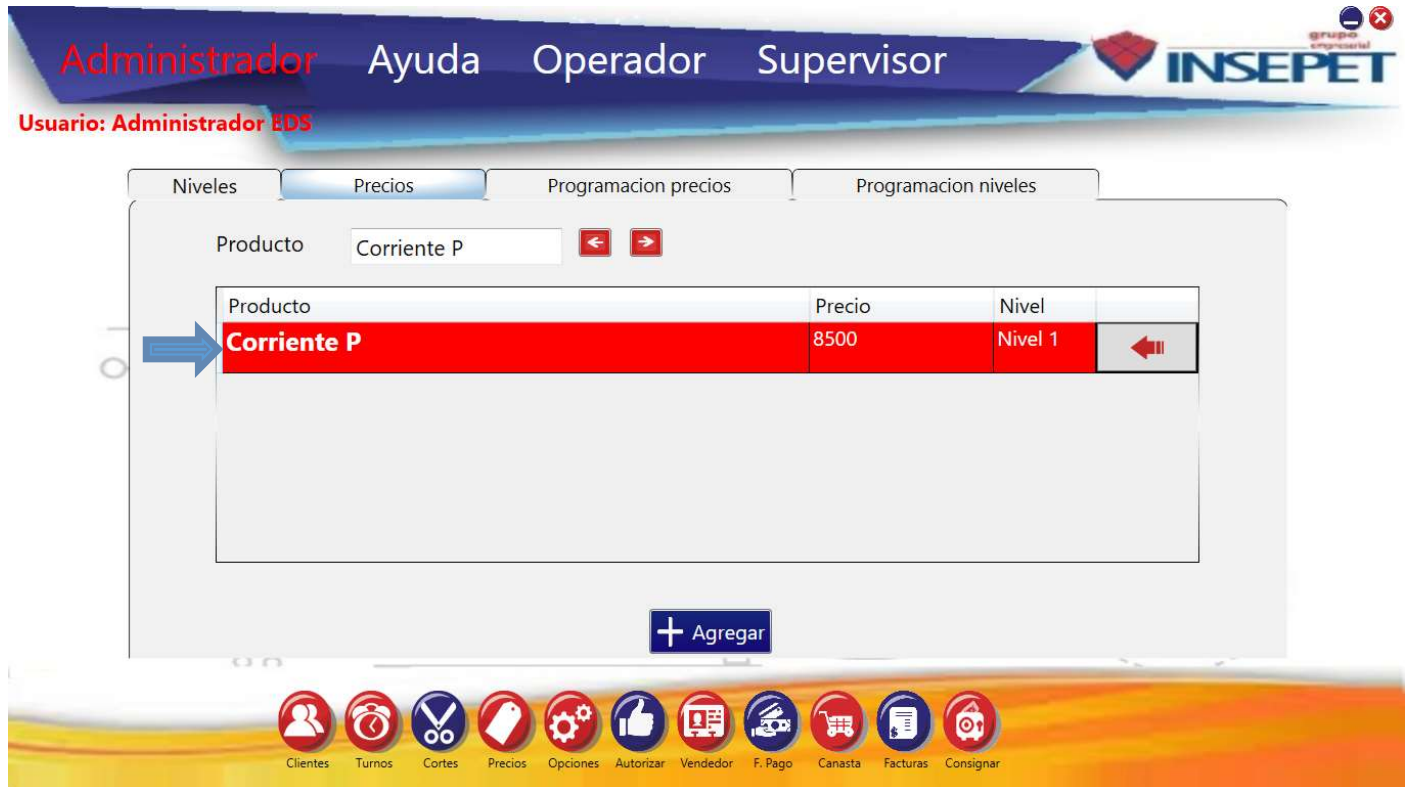 Administrador Ayuda Operador Supervisor
grupo
empresarial
INSEPET
Usuario: Administrador EDS
Niveles Precios Programacion precios Programacion niveles
Producto Corriente P
Producto Precio Nivel
Corriente P 8500 Nivel 1
Agregar
Clientes Turnos Cortes Precios Opciones Autorizar Vendedor F. Pago Canasta Facturas Consignar